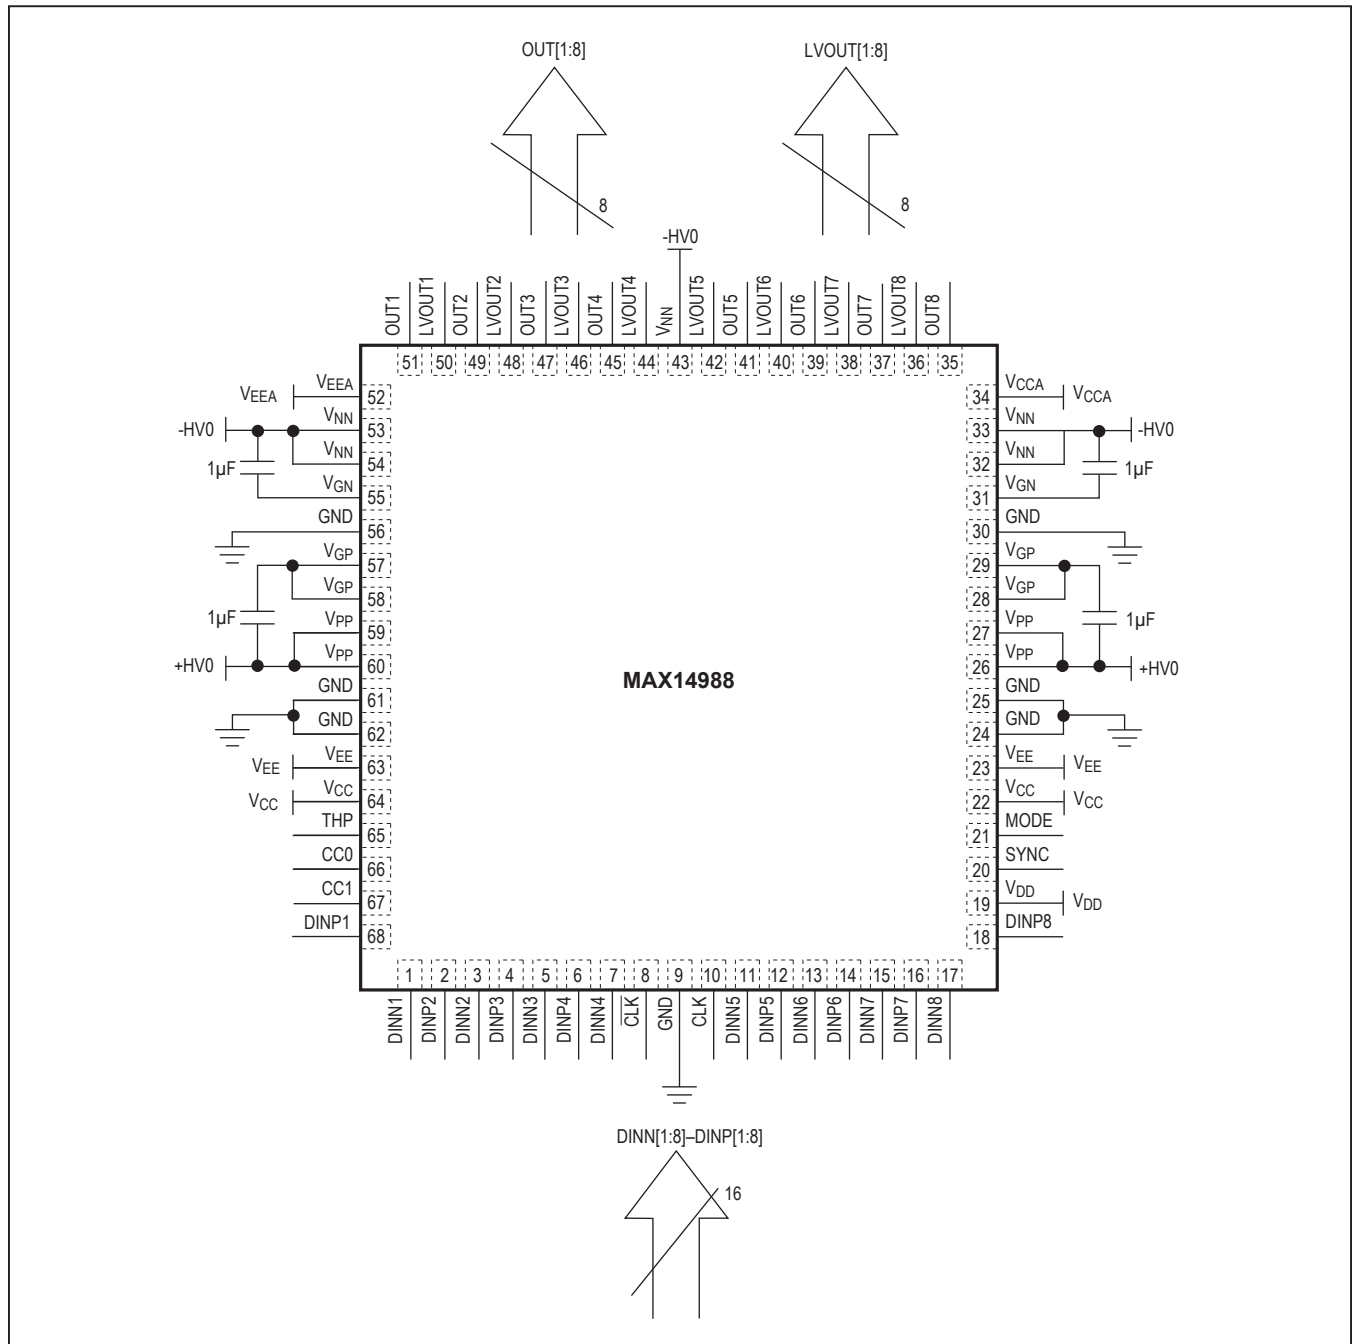 OUT[1:8]
LVOUT[1:8]
8
8
-HV0
OUT1
LVOUT1
OUT2
LVOUT2
OUT3
LVOUT3
OUT4
LVOUT4
VNN
LVOUT5
OUT5
LVOUT6
OUT6
LVOUT7
OUT7
LVOUT8
OUT8
51 50 49 48 47 46 45 44 43 42 41 40 39 38 37 36 35
VEEA VEEA 52
-HV0 VNN 53
VNN 54
1µF
VGN 55
GND 56
VGP 57
VGP 58
1µF
VPP 59
+HV0 VPP 60
GND 61
GND 62
VEE VEE 63
VCC VCC 64
THP 65
CC0 66
CC1 67
DINP1 68
MAX14988
34 VCCA VCCA
33 VNN -HV0
32 VNN
1µF
31 VGN
30 GND
29 VGP
28 VGP
1µF
27 VPP
26 VPP +HV0
25 GND
24 GND
23 VEE VEE
22 VCC VCC
21 MODE
20 SYNC
19 VDD VDD
18 DINP8
1 2 3 4 5 6 7 8 9 10 11 12 13 14 15 16 17
DINN1
DINP2
DINN2
DINP3
DINN3
DINP4
DINN4
C̅L̅K̅
GND
CLK
DINN5
DINP5
DINN6
DINP6
DINN7
DINP7
DINN8
DINN[1:8]–DINP[1:8]
16